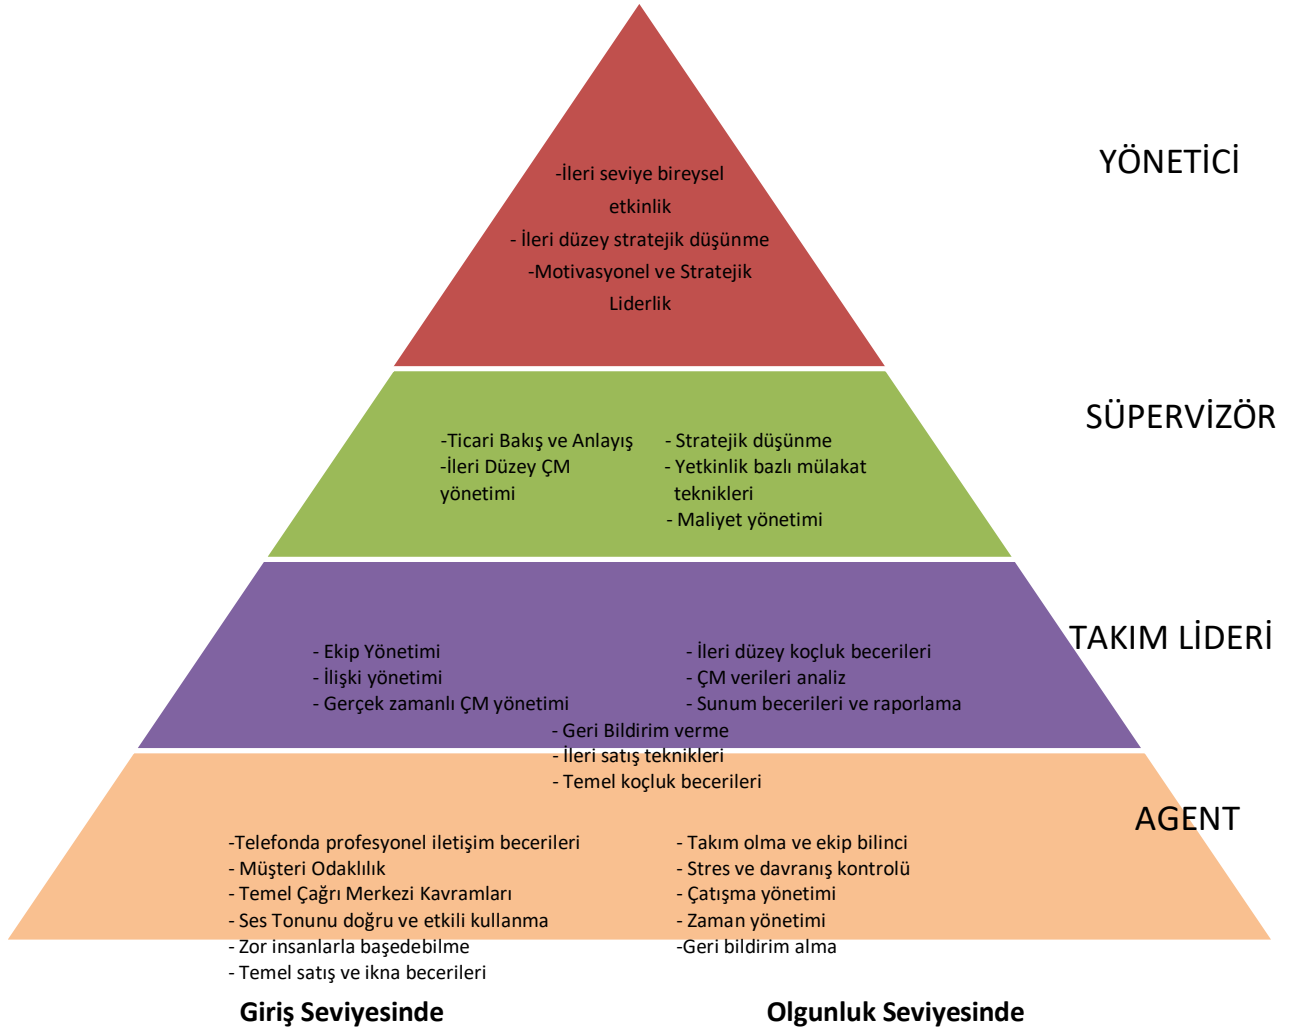 YÖNETİCİ
-İleri seviye bireysel
etkinlik
- İleri düzey stratejik düşünme
-Motivasyonel ve Stratejik
Liderlik
SÜPERVİZÖR
-Ticari Bakış ve Anlayış
-İleri Düzey ÇM
yönetimi
- Stratejik düşünme
- Yetkinlik bazlı mülakat
teknikleri
- Maliyet yönetimi
TAKIM LİDERİ
- Ekip Yönetimi
- İlişki yönetimi
- Gerçek zamanlı ÇM yönetimi
- İleri düzey koçluk becerileri
- ÇM verileri analiz
- Sunum becerileri ve raporlama
- Geri Bildirim verme
- İleri satış teknikleri
- Temel koçluk becerileri
AGENT
-Telefonda profesyonel iletişim becerileri
- Müşteri Odaklılık
- Temel Çağrı Merkezi Kavramları
- Ses Tonunu doğru ve etkili kullanma
- Zor insanlarla başedebilme
- Temel satış ve ikna becerileri
- Takım olma ve ekip bilinci
- Stres ve davranış kontrolü
- Çatışma yönetimi
- Zaman yönetimi
-Geri bildirim alma
Giriş Seviyesinde
Olgunluk Seviyesinde